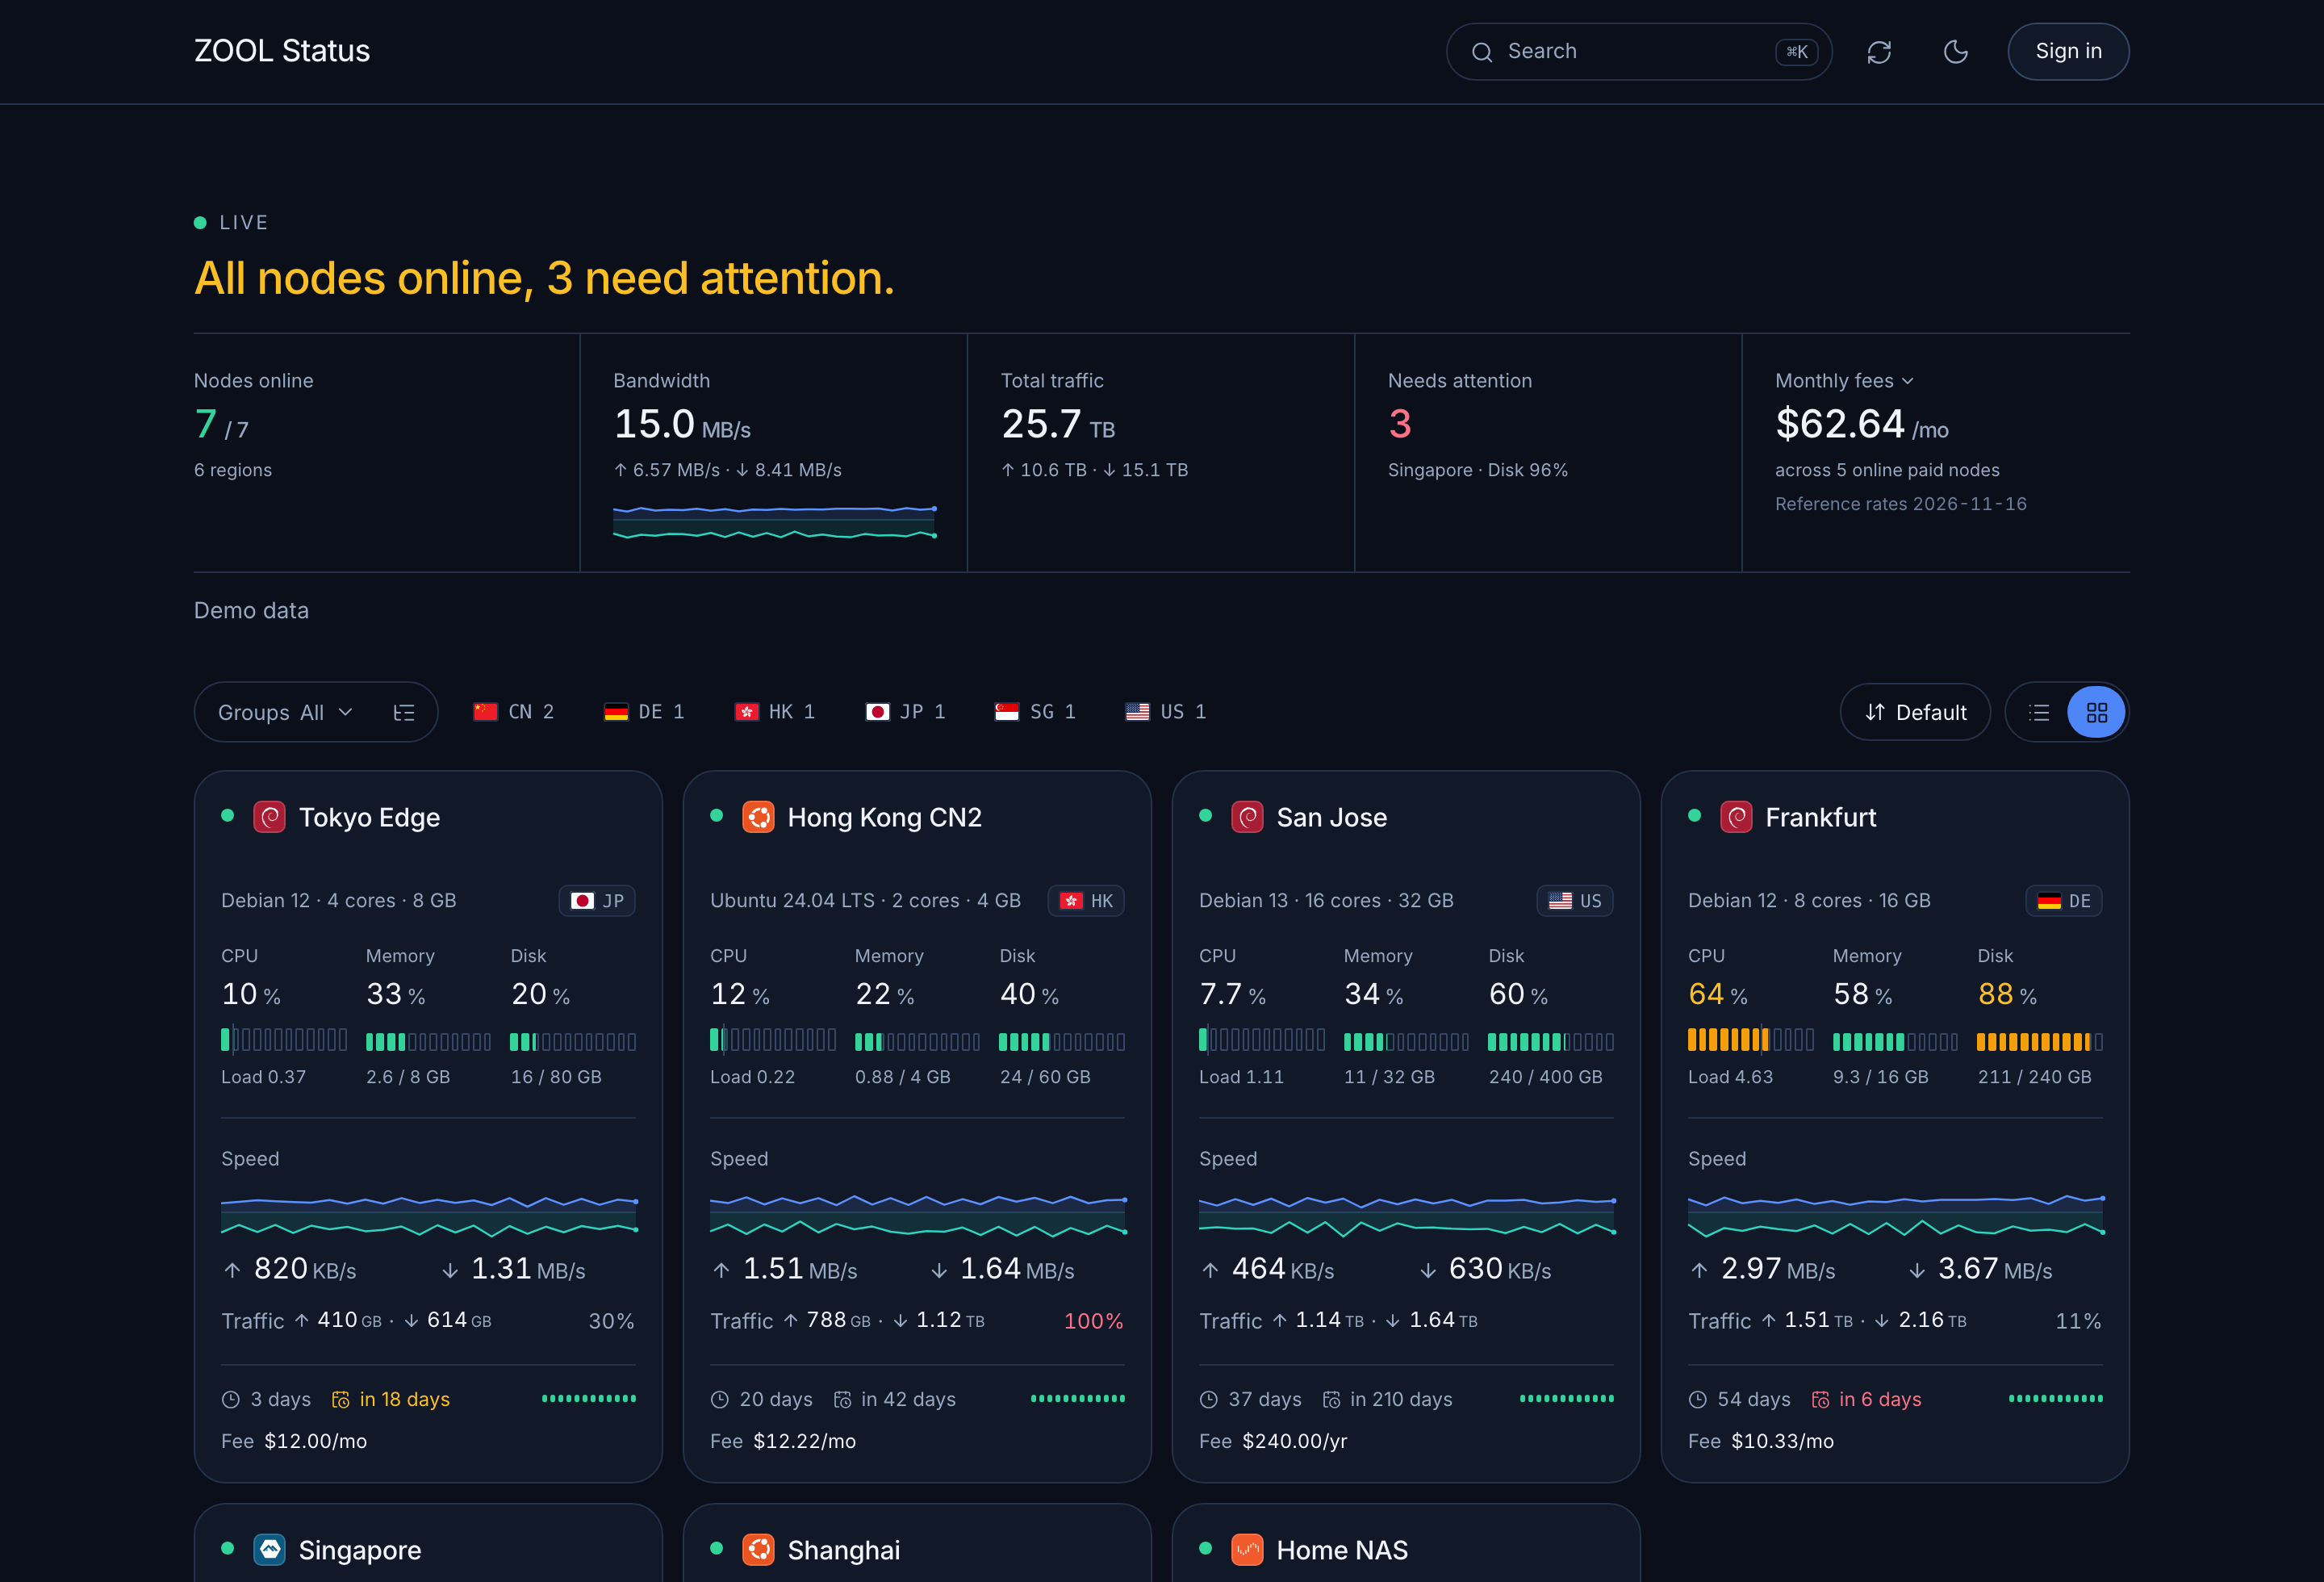 ZOOL Status
Search ⌘K
Sign in
LIVE
All nodes online, 3 need attention.
Nodes online
7 / 7
6 regions
Bandwidth
15.0 MB/s
↑ 6.57 MB/s · ↓ 8.41 MB/s
Total traffic
25.7 TB
↑ 10.6 TB · ↓ 15.1 TB
Needs attention
3
Singapore · Disk 96%
Monthly fees
$62.64 /mo
across 5 online paid nodes
Reference rates 2026-11-16
Demo data
Groups All
CN 2
DE 1
HK 1
JP 1
SG 1
US 1
Default
Tokyo Edge
Debian 12 · 4 cores · 8 GB
JP
CPU Memory Disk
10 % 33 % 20 %
Load 0.37 2.6 / 8 GB 16 / 80 GB
Speed
↑ 820 KB/s ↓ 1.31 MB/s
Traffic ↑ 410 GB · ↓ 614 GB 30%
3 days in 18 days
Fee $12.00/mo
Hong Kong CN2
Ubuntu 24.04 LTS · 2 cores · 4 GB
HK
CPU Memory Disk
12 % 22 % 40 %
Load 0.22 0.88 / 4 GB 24 / 60 GB
Speed
↑ 1.51 MB/s ↓ 1.64 MB/s
Traffic ↑ 788 GB · ↓ 1.12 TB 100%
20 days in 42 days
Fee $12.22/mo
San Jose
Debian 13 · 16 cores · 32 GB
US
CPU Memory Disk
7.7 % 34 % 60 %
Load 1.11 11 / 32 GB 240 / 400 GB
Speed
↑ 464 KB/s ↓ 630 KB/s
Traffic ↑ 1.14 TB · ↓ 1.64 TB
37 days in 210 days
Fee $240.00/yr
Frankfurt
Debian 12 · 8 cores · 16 GB
DE
CPU Memory Disk
64 % 58 % 88 %
Load 4.63 9.3 / 16 GB 211 / 240 GB
Speed
↑ 2.97 MB/s ↓ 3.67 MB/s
Traffic ↑ 1.51 TB · ↓ 2.16 TB 11%
54 days in 6 days
Fee $10.33/mo
Singapore
Shanghai
Home NAS